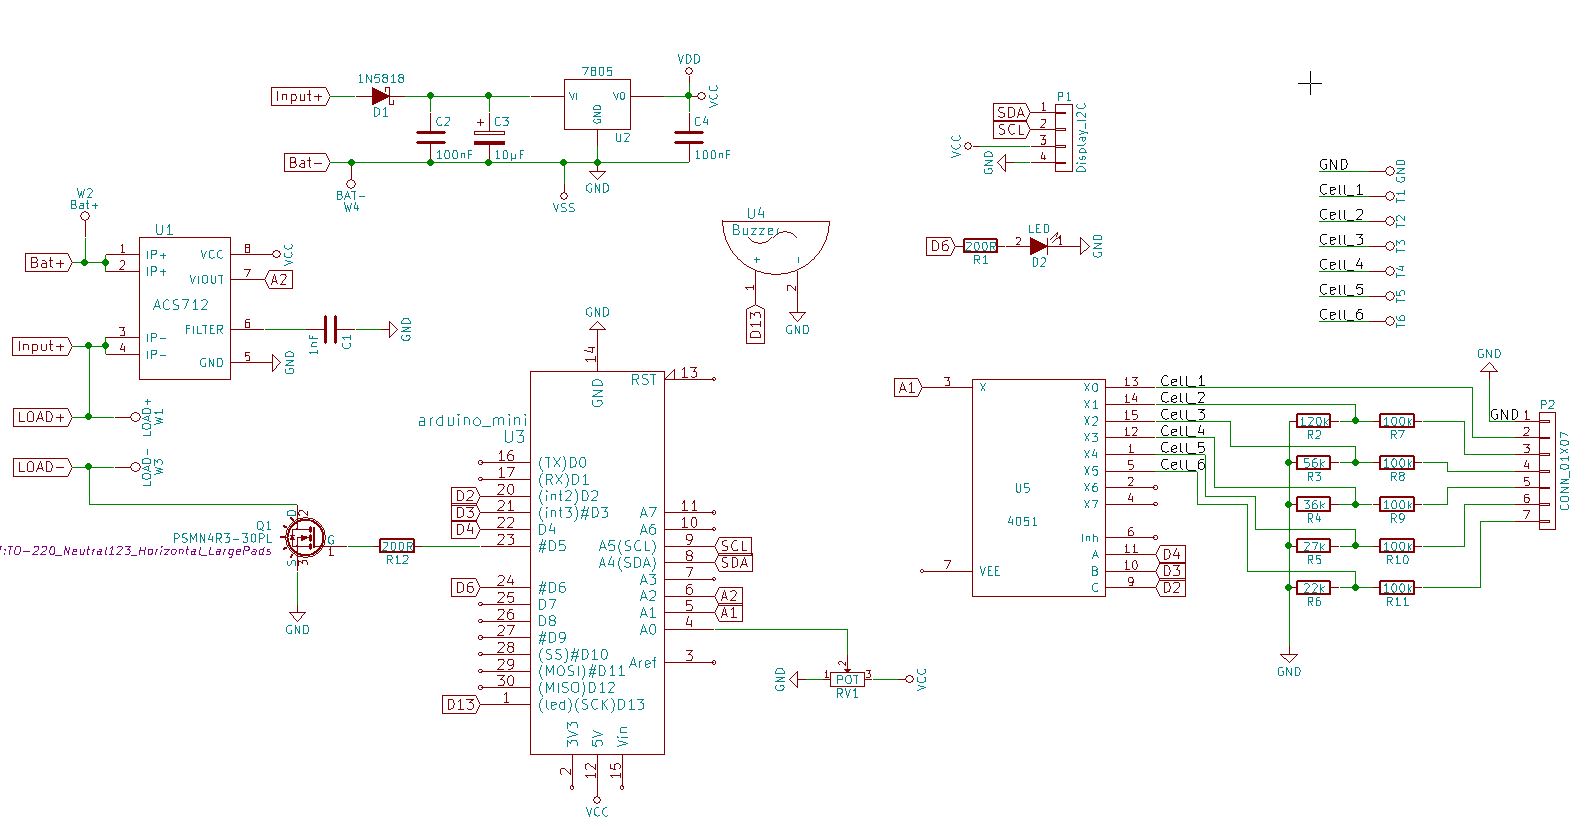 1N5818
Input+
D1
C2
100nF
+
C3
10µF
7805
VI
VO
GND
U2
VDD
VCC
C4
100nF
Bat-
BAT-
W4
VSS
GND
SDA
SCL
VCC
GND
1
2
3
4
P1
Display_I2C
GND
GND
Cell_1
T1
Cell_2
T2
Cell_3
T3
Cell_4
T4
Cell_5
T5
Cell_6
T6
W2
Bat+
U1
Bat+
1
2
IP+
IP+
VCC
8
VCC
VIOUT
7
A2
ACS712
Input+
3
4
IP-
IP-
FILTER
6
1nF
C1
GND
GND
5
GND
LOAD+
LOAD+
W1
LOAD-
LOAD-
W3
U4
Buzzer
+
-
1
2
D13
GND
D6
200R
R1
2
LED
D2
1
GND
Q1
PSMN4R3-30PL
:TO-220_Neutral123_Horizontal_LargePads
D
2
G
1
S
3
GND
200R
R12
arduino_mini
U3
GND
14
GND
RST
13
16
(TX)D0
17
(RX)D1
D2
20
(int2)D2
D3
21
(int3)#D3
D4
22
D4
23
#D5
D6
24
#D6
25
D7
26
D8
27
#D9
28
(SS)#D10
29
(MOSI)#D11
30
(MISO)D12
D13
1
(led)(SCK)D13
A7
11
A6
10
A5(SCL)
9
SCL
A4(SDA)
8
SDA
A3
7
A2
6
A2
A1
5
A1
A0
4
Aref
3
3V3
5V
Vin
2
12
15
VCC
GND
1
POT
2
3
RV1
VCC
A1
3
X
X0
13
Cell_1
X1
14
Cell_2
X2
15
Cell_3
X3
12
Cell_4
X4
1
Cell_5
X5
5
Cell_6
X6
2
X7
4
U5
4051
Inh
6
A
11
D4
B
10
D3
C
9
D2
7
VEE
120k
R2
100k
R7
56k
R3
100k
R8
36k
R4
100k
R9
27k
R5
100k
R10
22k
R6
100k
R11
GND
GND
P2
GND
1
2
3
4
5
6
7
CONN_01X07